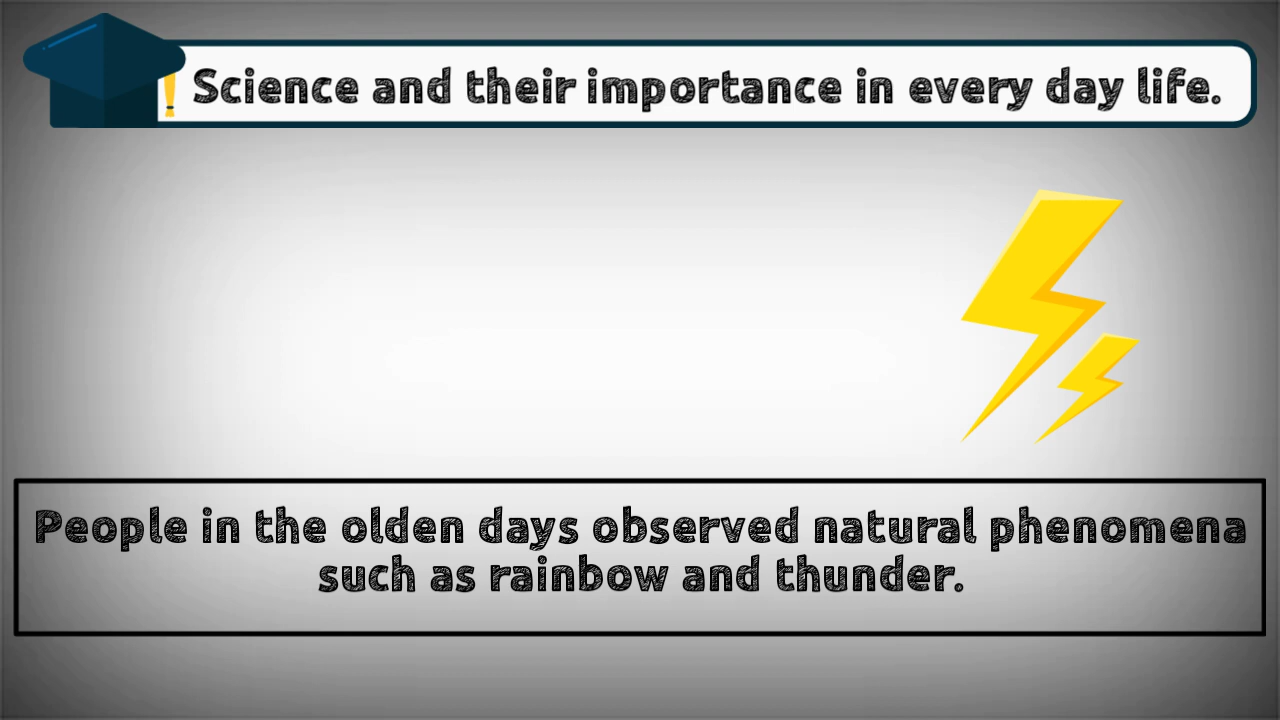 Science and their importance in every day life.
People in the olden days observed natural phenomena
such as rainbow and thunder.